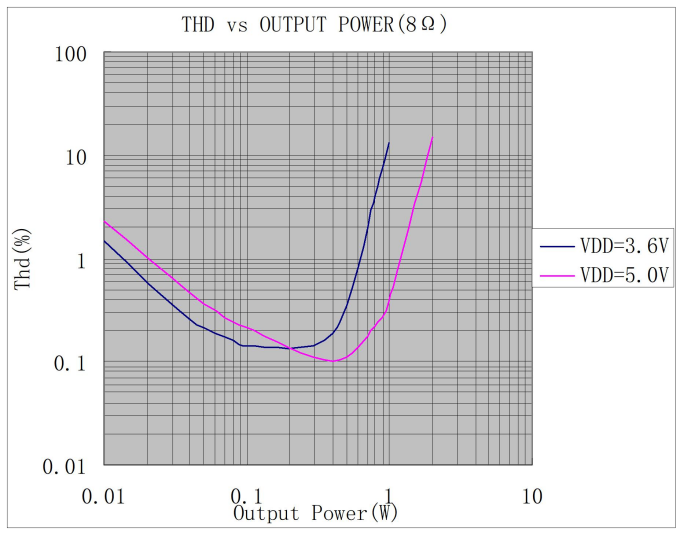 THD vs OUTPUT POWER(8Ω)
100
10
1
0.1
0.01
Thd(%)
0.01 0.1 1 10
Output Power(W)
VDD=3.6V
VDD=5.0V